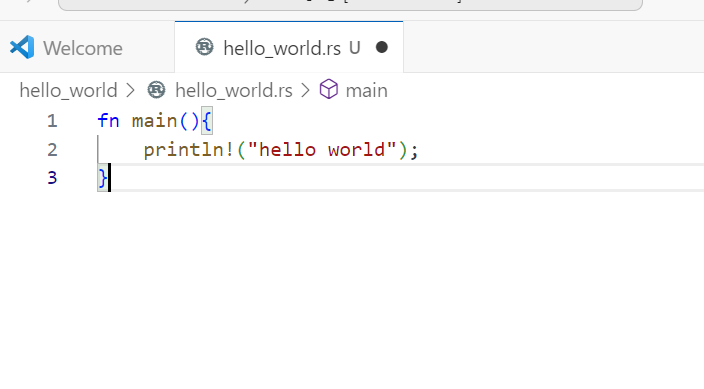 Welcome
hello_world.rs U
hello_world > hello_world.rs > main
1 fn main(){
2     println!("hello world");
3 }